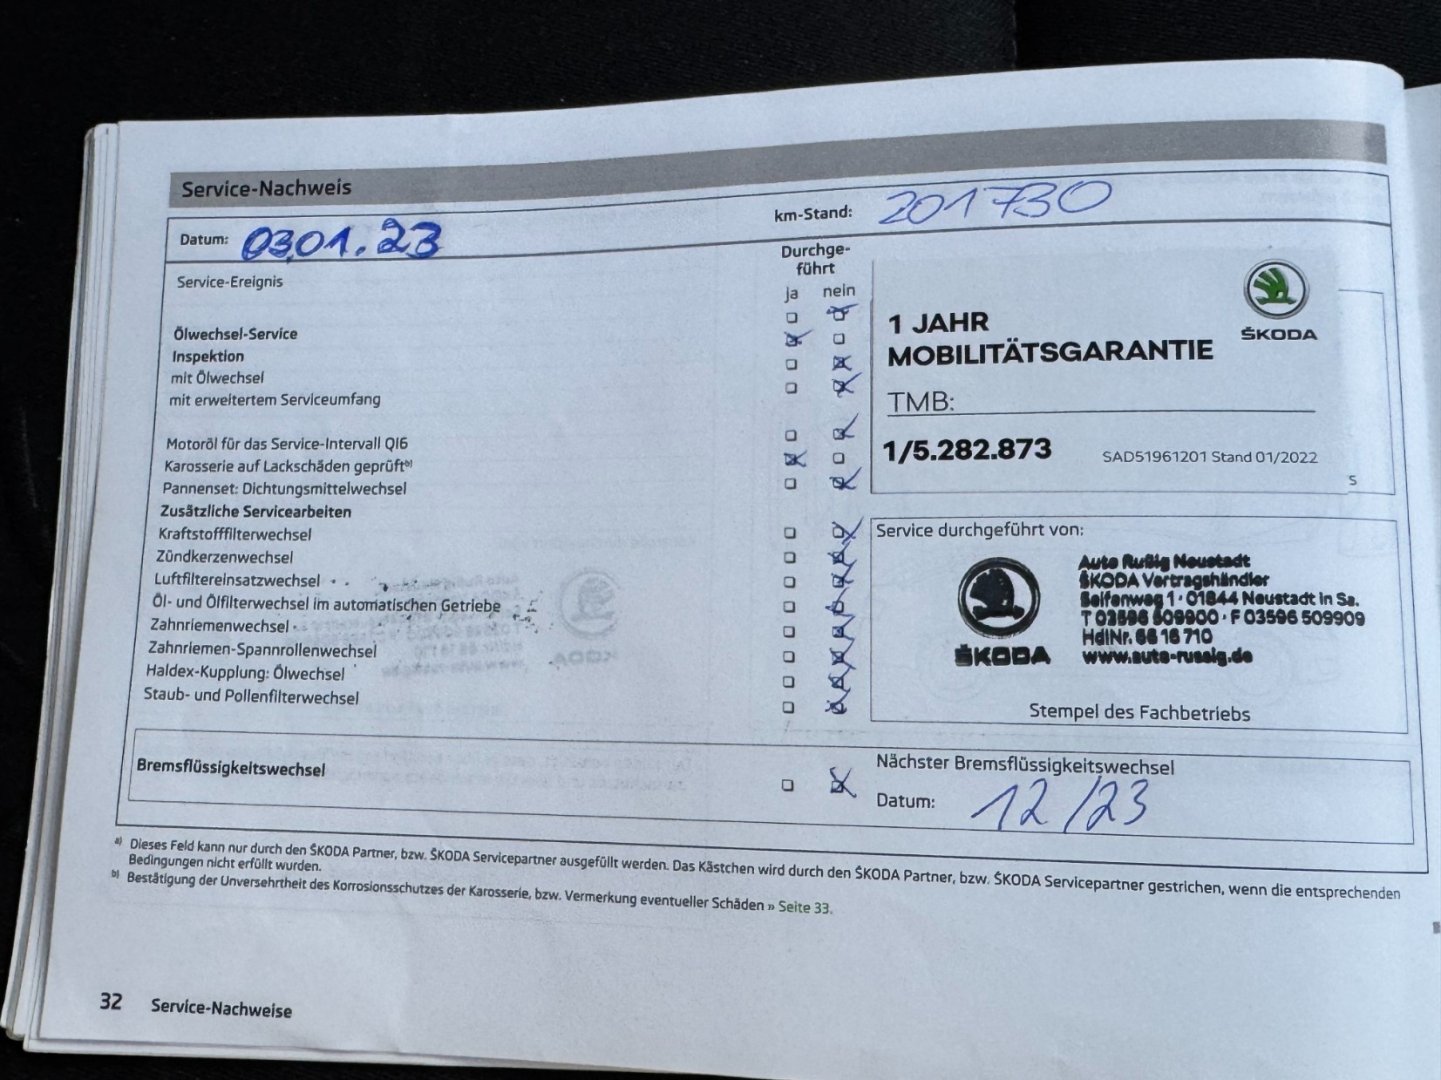 Service-Nachweis
Datum: 03.01.23
km-Stand: 201730
Service-Ereignis
Durchge-
führt
ja nein
Ölwechsel-Service
Inspektion
mit Ölwechsel
mit erweitertem Serviceumfang
Motoröl für das Service-Intervall QI6
Karosserie auf Lackschäden geprüft b)
Pannenset: Dichtungsmittelwechsel
Zusätzliche Servicearbeiten
Kraftstofffilterwechsel
Zündkerzenwechsel
Luftfiltereinsatzwechsel
Öl- und Ölfilterwechsel im automatischen Getriebe
Zahnriemenwechsel
Zahnriemen-Spannrollenwechsel
Haldex-Kupplung: Ölwechsel
Staub- und Pollenfilterwechsel
ŠKODA
1 JAHR
MOBILITÄTSGARANTIE
TMB:
1/5.282.873 SAD51961201 Stand 01/2022
s
Service durchgeführt von:
ŠKODA
Auto Rußig Neustadt
ŠKODA Vertragshändler
Seifenweg 1 · 01844 Neustadt in Sa.
T 03596 509900 · F 03596 509909
HdlNr. 66 16 710
www.auto-russig.de
Stempel des Fachbetriebs
Bremsflüssigkeitswechsel
Nächster Bremsflüssigkeitswechsel
Datum: 12/23
a) Dieses Feld kann nur durch den ŠKODA Partner, bzw. ŠKODA Servicepartner ausgefüllt werden. Das Kästchen wird durch den ŠKODA Partner, bzw. ŠKODA Servicepartner gestrichen, wenn die entsprechenden
Bedingungen nicht erfüllt wurden.
b) Bestätigung der Unversehrtheit des Korrosionsschutzes der Karosserie, bzw. Vermerkung eventueller Schäden » Seite 33.
32 Service-Nachweise